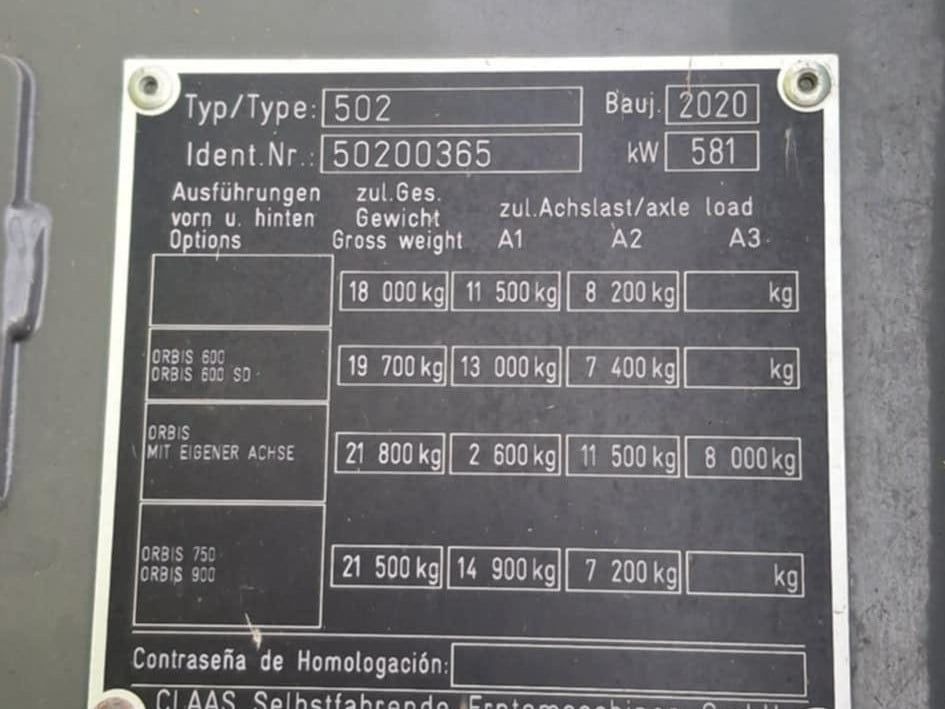 Typ/Type: 502 Bauj. 2020
Ident.Nr.: 50200365 kW 581
Ausführungen zul.Ges.
vorn u. hinten Gewicht zul.Achslast/axle load
Options Gross weight A1 A2 A3
18 000 kg 11 500 kg 8 200 kg kg
ORBIS 600
ORBIS 600 SD 19 700 kg 13 000 kg 7 400 kg kg
ORBIS
MIT EIGENER ACHSE 21 800 kg 2 600 kg 11 500 kg 8 000 kg
ORBIS 750
ORBIS 900 21 500 kg 14 900 kg 7 200 kg kg
Contraseña de Homologación:
CLAAS Selbstfahrende Erntemaschinen GmbH